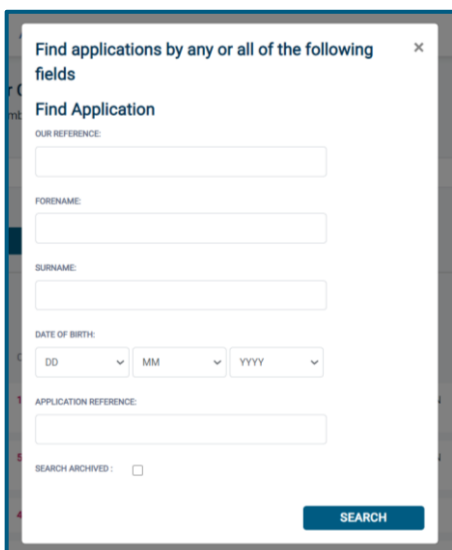 Find applications by any or all of the following ×
fields
Find Application
OUR REFERENCE:
FORENAME:
SURNAME:
DATE OF BIRTH:
DD MM YYYY
APPLICATION REFERENCE:
SEARCH ARCHIVED :
SEARCH